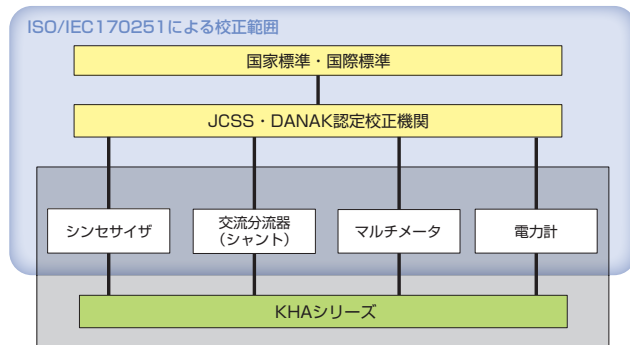 ISO/IEC170251による校正範囲
国家標準・国際標準
JCSS・DANAK認定校正機関
シンセサイザ
交流分流器
（シャント）
マルチメータ
電力計
KHAシリーズ